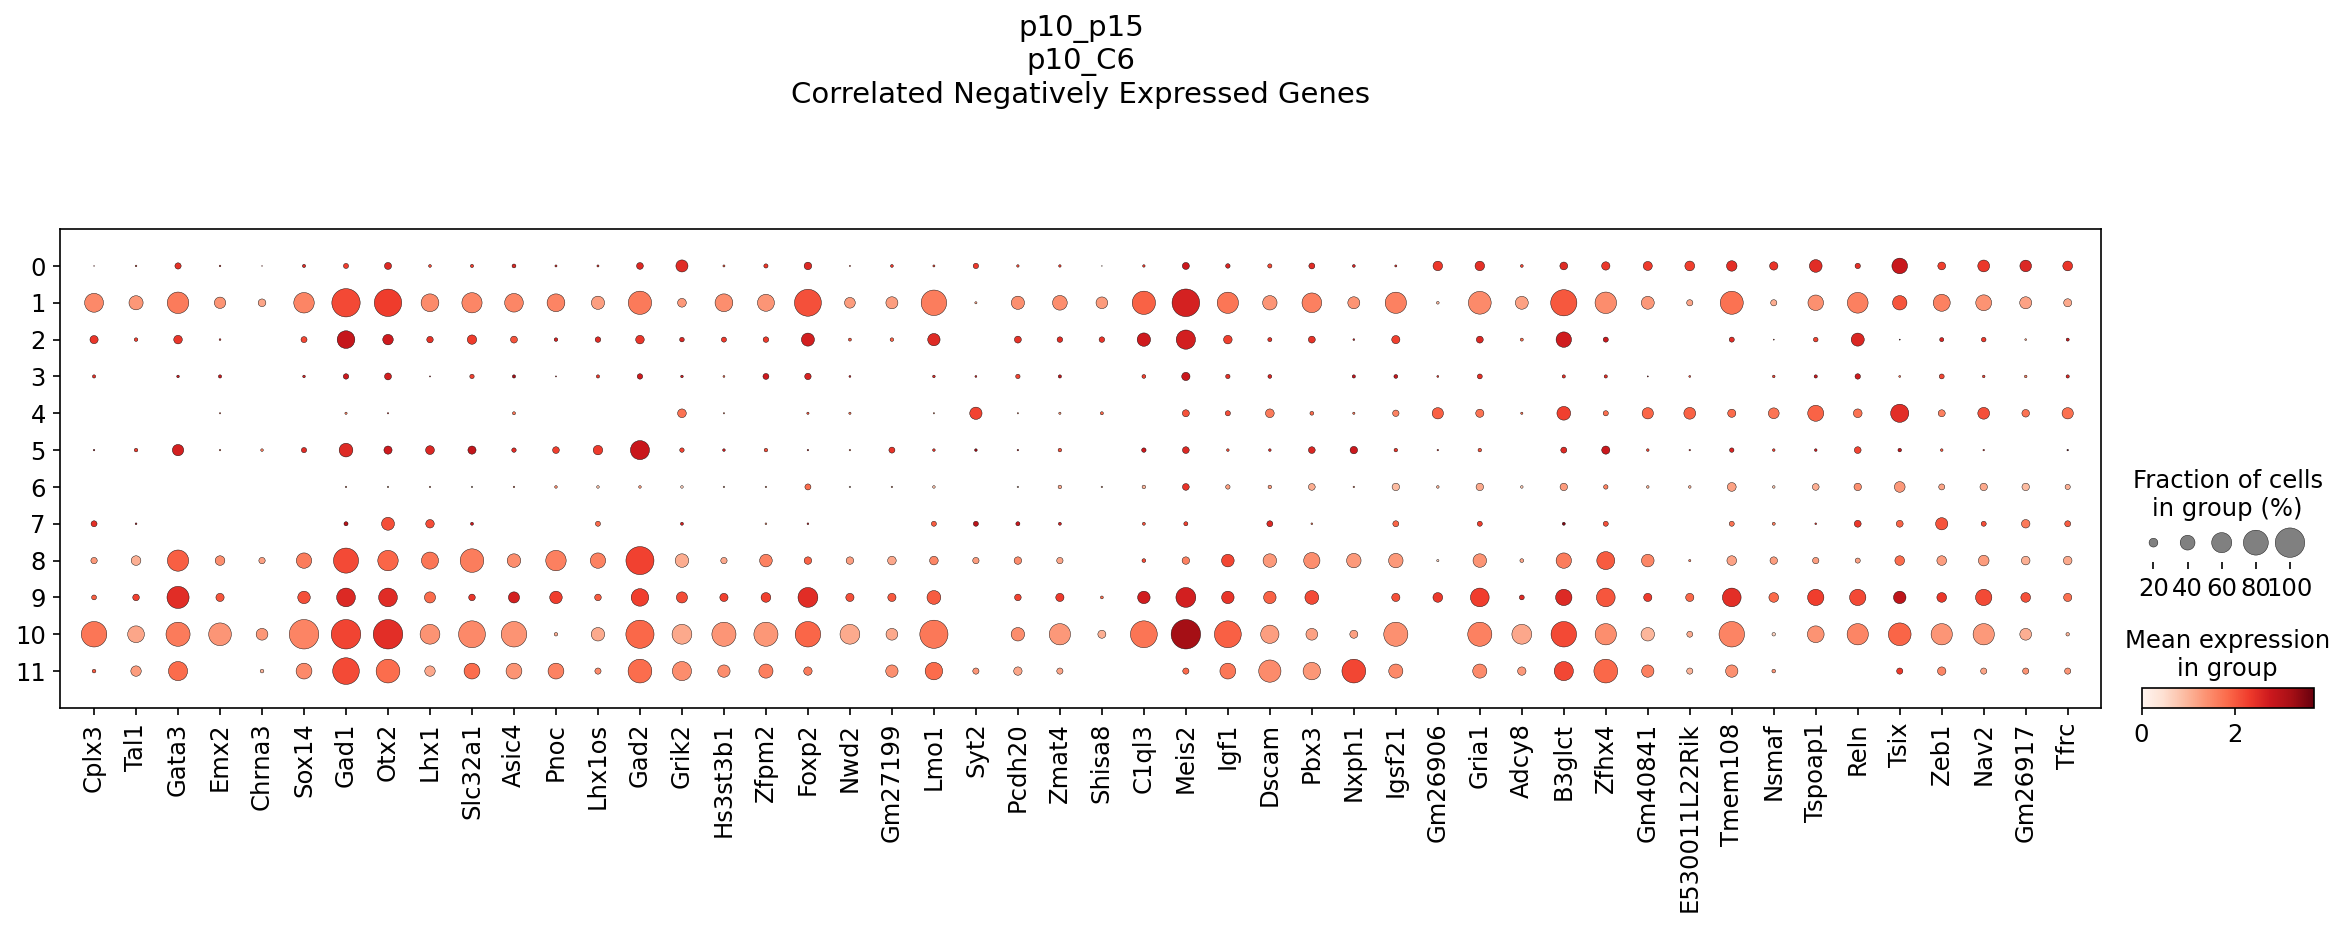 p10_p15
p10_C6
Correlated Negatively Expressed Genes
0
1
2
3
4
5
6
7
8
9
10
11
Cplx3
Tal1
Gata3
Emx2
Chrna3
Sox14
Gad1
Otx2
Lhx1
Slc32a1
Asic4
Pnoc
Lhx1os
Gad2
Grik2
Hs3st3b1
Zfpm2
Foxp2
Nwd2
Gm27199
Lmo1
Syt2
Pcdh20
Zmat4
Shisa8
C1ql3
Meis2
Igf1
Dscam
Pbx3
Nxph1
Igsf21
Gm26906
Gria1
Adcy8
B3glct
Zfhx4
Gm40841
E530011L22Rik
Tmem108
Nsmaf
Tspoap1
Reln
Tsix
Zeb1
Nav2
Gm26917
Tfrc
Fraction of cells
in group (%)
20 40 60 80 100
Mean expression
in group
0 2